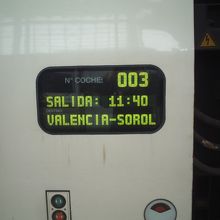 Nº COCHE: 003
SALIDA: 11:40
VALENCIA-SOROL